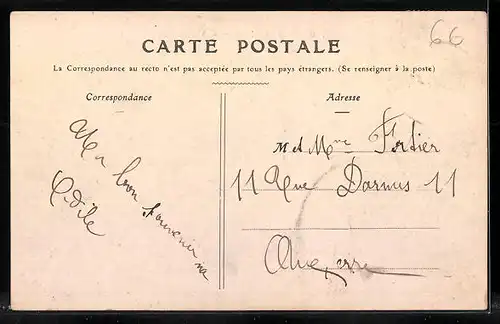 66
CARTE POSTALE
La Correspondance au recto n'est pas acceptée par tous les pays étrangers. (Se renseigner à la poste)
Correspondance
Un bon souvenir
Odile
Adresse
M et Mme Fortier
11 Rue Darnus 11
Auxerre